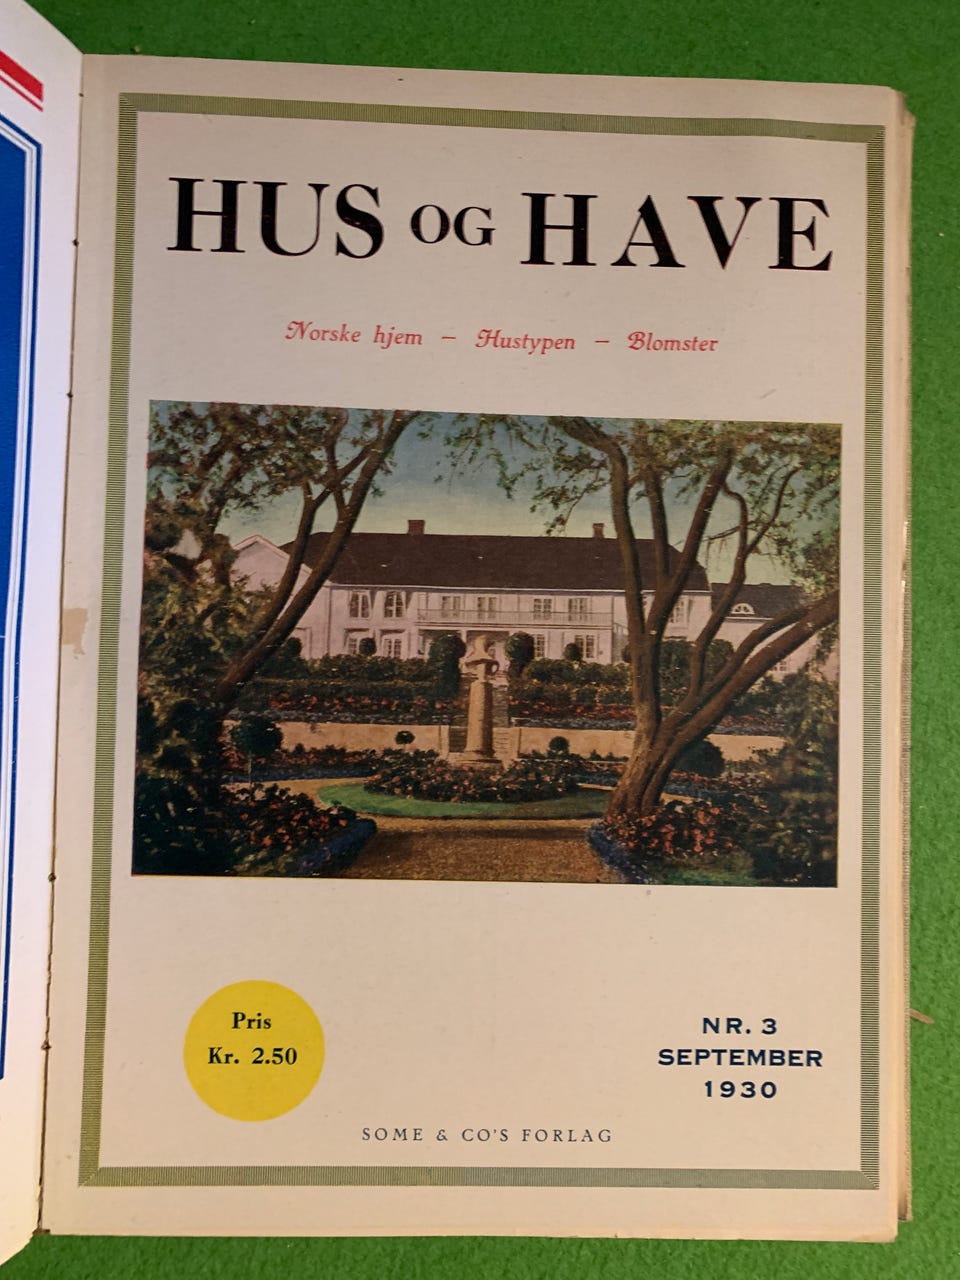 HUS OG HAVE
Norske hjem – Hustypen – Blomster
Pris
Kr. 2.50
NR. 3
SEPTEMBER
1930
SOME & CO'S FORLAG